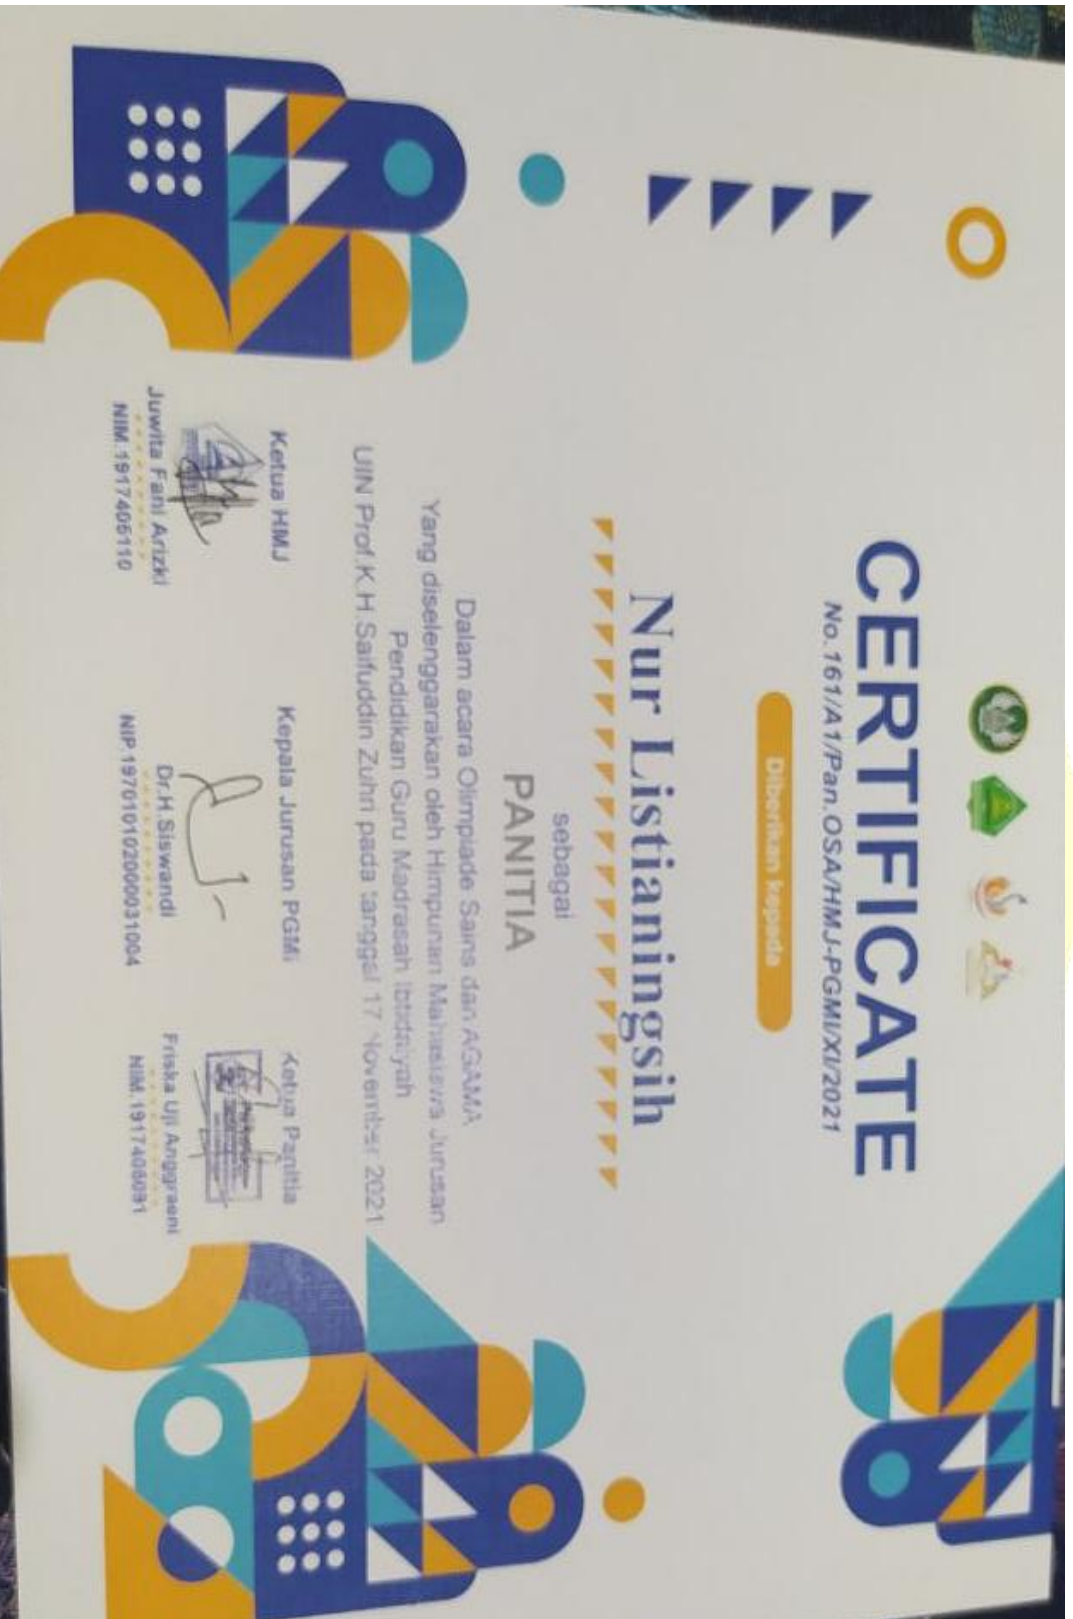 CERTIFICATE
No.161/A1/Pan.OSA/HMJ-PGMI/XI/2021
Diberikan kepada
Nur Listianingsih
sebagai
PANITIA
Dalam acara Olimpiade Sains dan AGAMA
Yang diselenggarakan oleh Himpunan Mahasiswa Jurusan
Pendidikan Guru Madrasah Ibtidaiyah
UIN Prof.K.H.Saifuddin Zuhri pada tanggal 17 November 2021
Ketua HMJ
Juwita Fani Arizki
NIM.1917405110
Kepala Jurusan PGMI
Dr.H.Siswandi
NIP.197010102000031004
Ketua Panitia
Friska Uji Anggraeni
NIM.1917406091